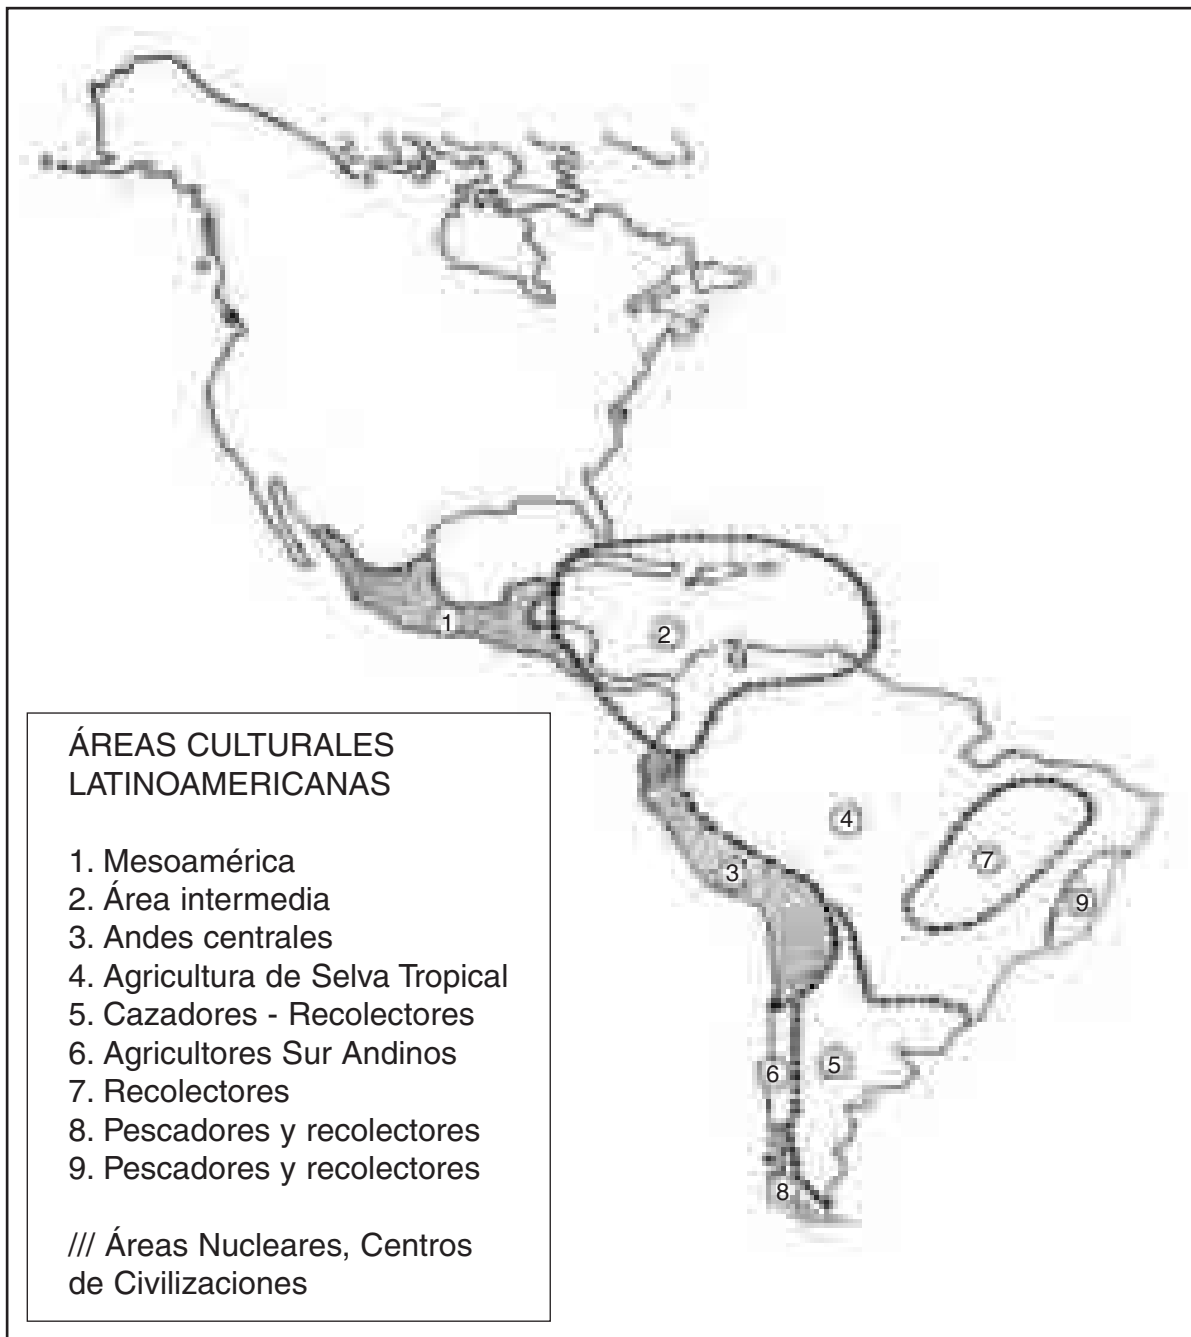 1
2
3
4
5
6
7
8
9
ÁREAS CULTURALES
LATINOAMERICANAS
1. Mesoamérica
2. Área intermedia
3. Andes centrales
4. Agricultura de Selva Tropical
5. Cazadores - Recolectores
6. Agricultores Sur Andinos
7. Recolectores
8. Pescadores y recolectores
9. Pescadores y recolectores
/// Áreas Nucleares, Centros
de Civilizaciones